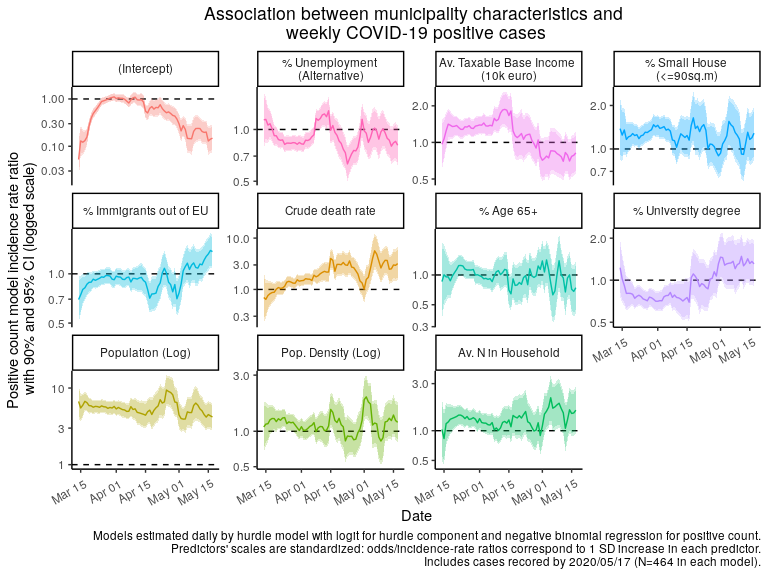 Association between municipality characteristics and
weekly COVID-19 positive cases
Positive count model incidence rate ratio
with 90% and 95% CI (logged scale)
(Intercept)
1.00
0.30
0.10
0.03
% Unemployment
(Alternative)
1.0
0.7
0.5
Av. Taxable Base Income
(10k euro)
2.0
1.0
0.5
% Small House
(<=90sq.m)
2.0
1.0
0.7
% Immigrants out of EU
1.0
0.7
0.5
Crude death rate
10.0
3.0
1.0
0.3
% Age 65+
1.0
0.5
0.3
% University degree
2.0
1.0
0.5
Mar 15 Apr 01 Apr 15 May 01 May 15
Population (Log)
10
3
1
Mar 15 Apr 01 Apr 15 May 01 May 15
Pop. Density (Log)
3.0
1.0
0.5
Mar 15 Apr 01 Apr 15 May 01 May 15
Av. N in Household
3.0
1.0
0.5
Mar 15 Apr 01 Apr 15 May 01 May 15
Date
Models estimated daily by hurdle model with logit for hurdle component and negative binomial regression for positive count.
Predictors' scales are standardized: odds/incidence-rate ratios correspond to 1 SD increase in each predictor.
Includes cases recored by 2020/05/17 (N=464 in each model).